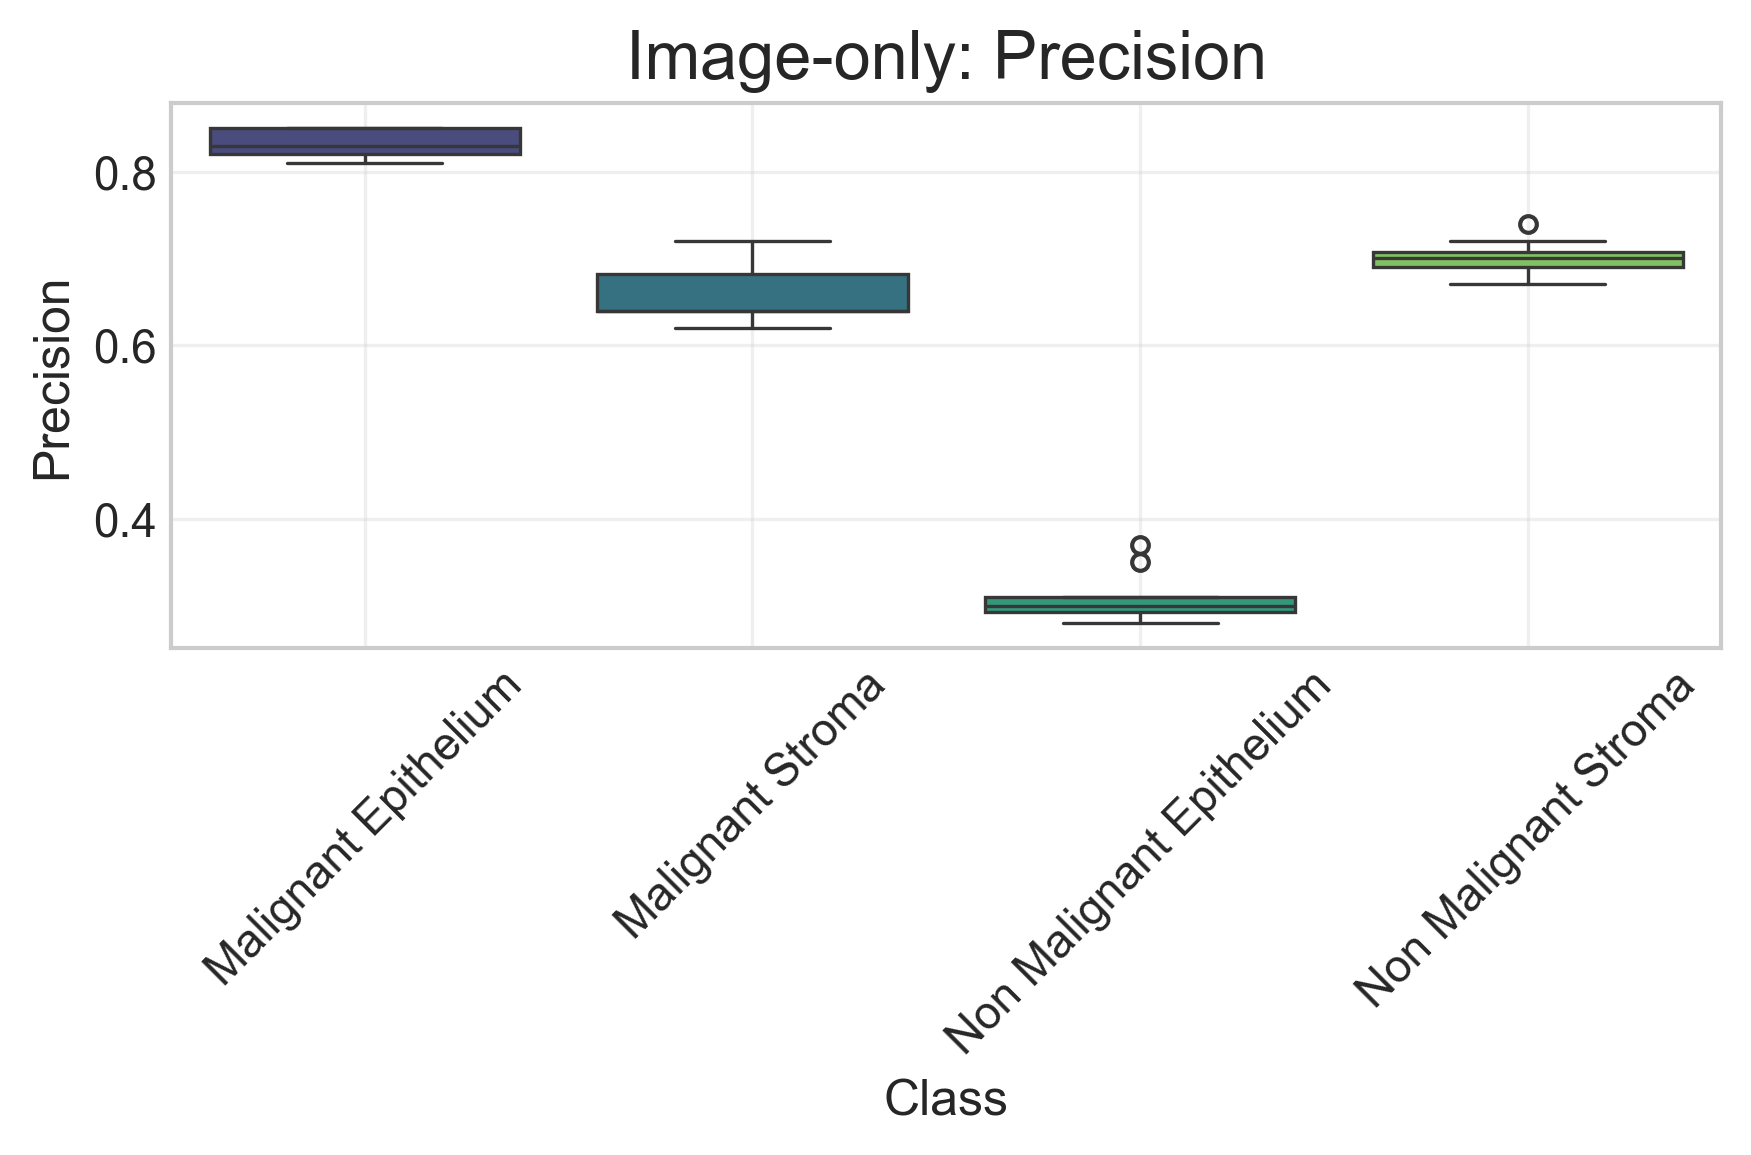 Image-only: Precision
Precision
0.8
0.6
0.4
Malignant Epithelium
Malignant Stroma
Non Malignant Epithelium
Non Malignant Stroma
Class